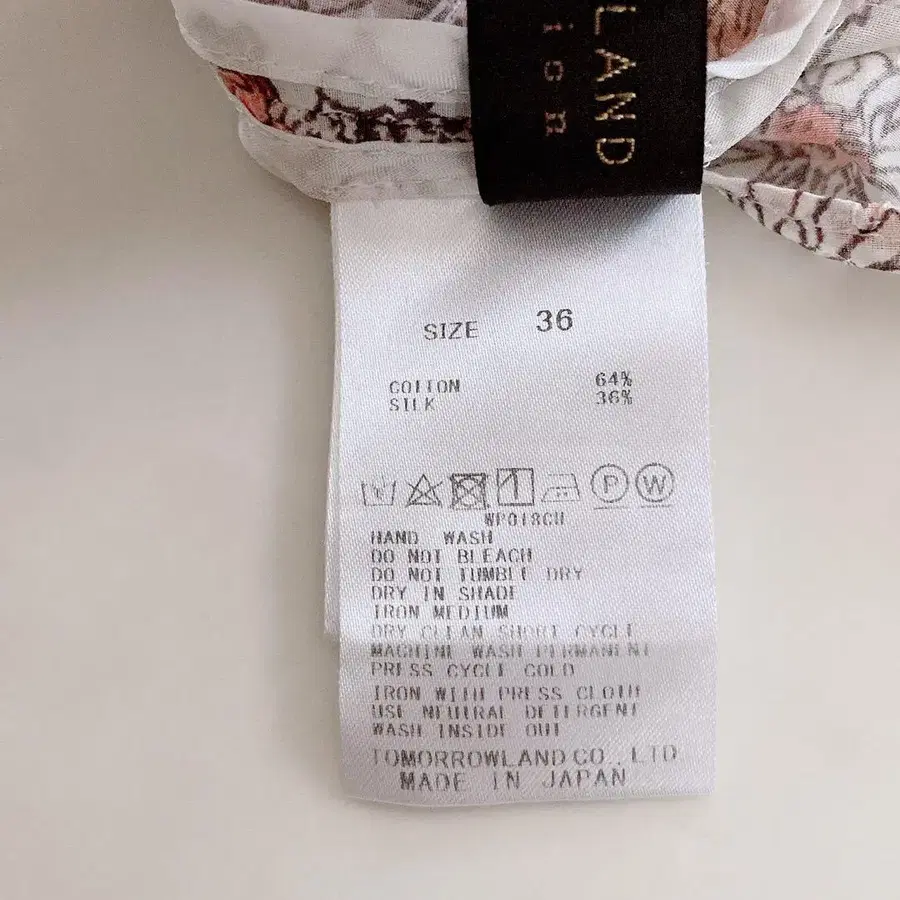 LAND
ion
SIZE 36
COTTON 64%
SILK 36%
P W
WP018CU
HAND WASH
DO NOT BLEACH
DO NOT TUMBLE DRY
DRY IN SHADE
IRON MEDIUM
DRY CLEAN SHORT CYCLE
MACHINE WASH PERMANENT
PRESS CYCLE COLD
IRON WITH PRESS CLOTH
USE NEUTRAL DETERGENT
WASH INSIDE OUT
TOMORROWLAND CO.,LTD
MADE IN JAPAN